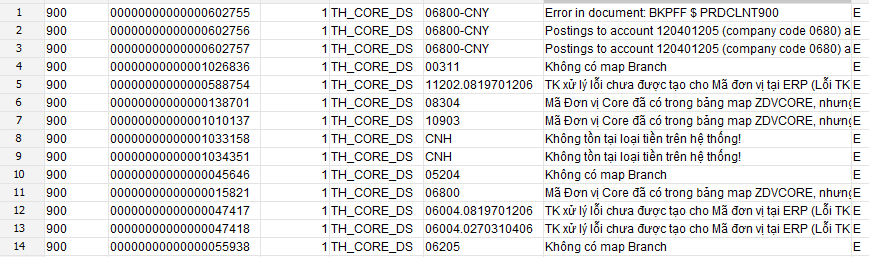 1 900 00000000000000602755 1 TH_CORE_DS 06800-CNY Error in document: BKPFF $ PRDCLNT900 E
2 900 00000000000000602756 1 TH_CORE_DS 06800-CNY Postings to account 120401205 (company code 0680) a E
3 900 00000000000000602757 1 TH_CORE_DS 06800-CNY Postings to account 120401205 (company code 0680) a E
4 900 00000000000001026836 1 TH_CORE_DS 00311 Không có map Branch E
5 900 00000000000000588754 1 TH_CORE_DS 11202.0819701206 TK xử lý lỗi chưa được tạo cho Mã đơn vị tại ERP (Lỗi TK E
6 900 00000000000000138701 1 TH_CORE_DS 08304 Mã Đơn vị Core đã có trong bảng map ZDVCORE, nhưng E
7 900 00000000000001010137 1 TH_CORE_DS 10903 Mã Đơn vị Core đã có trong bảng map ZDVCORE, nhưng E
8 900 00000000000001033158 1 TH_CORE_DS CNH Không tồn tại loại tiền trên hệ thống! E
9 900 00000000000001034351 1 TH_CORE_DS CNH Không tồn tại loại tiền trên hệ thống! E
10 900 00000000000000045646 1 TH_CORE_DS 05204 Không có map Branch E
11 900 00000000000000015821 1 TH_CORE_DS 06800 Mã Đơn vị Core đã có trong bảng map ZDVCORE, nhưng E
12 900 00000000000000047417 1 TH_CORE_DS 06004.0819701206 TK xử lý lỗi chưa được tạo cho Mã đơn vị tại ERP (Lỗi TK E
13 900 00000000000000047418 1 TH_CORE_DS 06004.0270310406 TK xử lý lỗi chưa được tạo cho Mã đơn vị tại ERP (Lỗi TK E
14 900 00000000000000055938 1 TH_CORE_DS 06205 Không có map Branch E